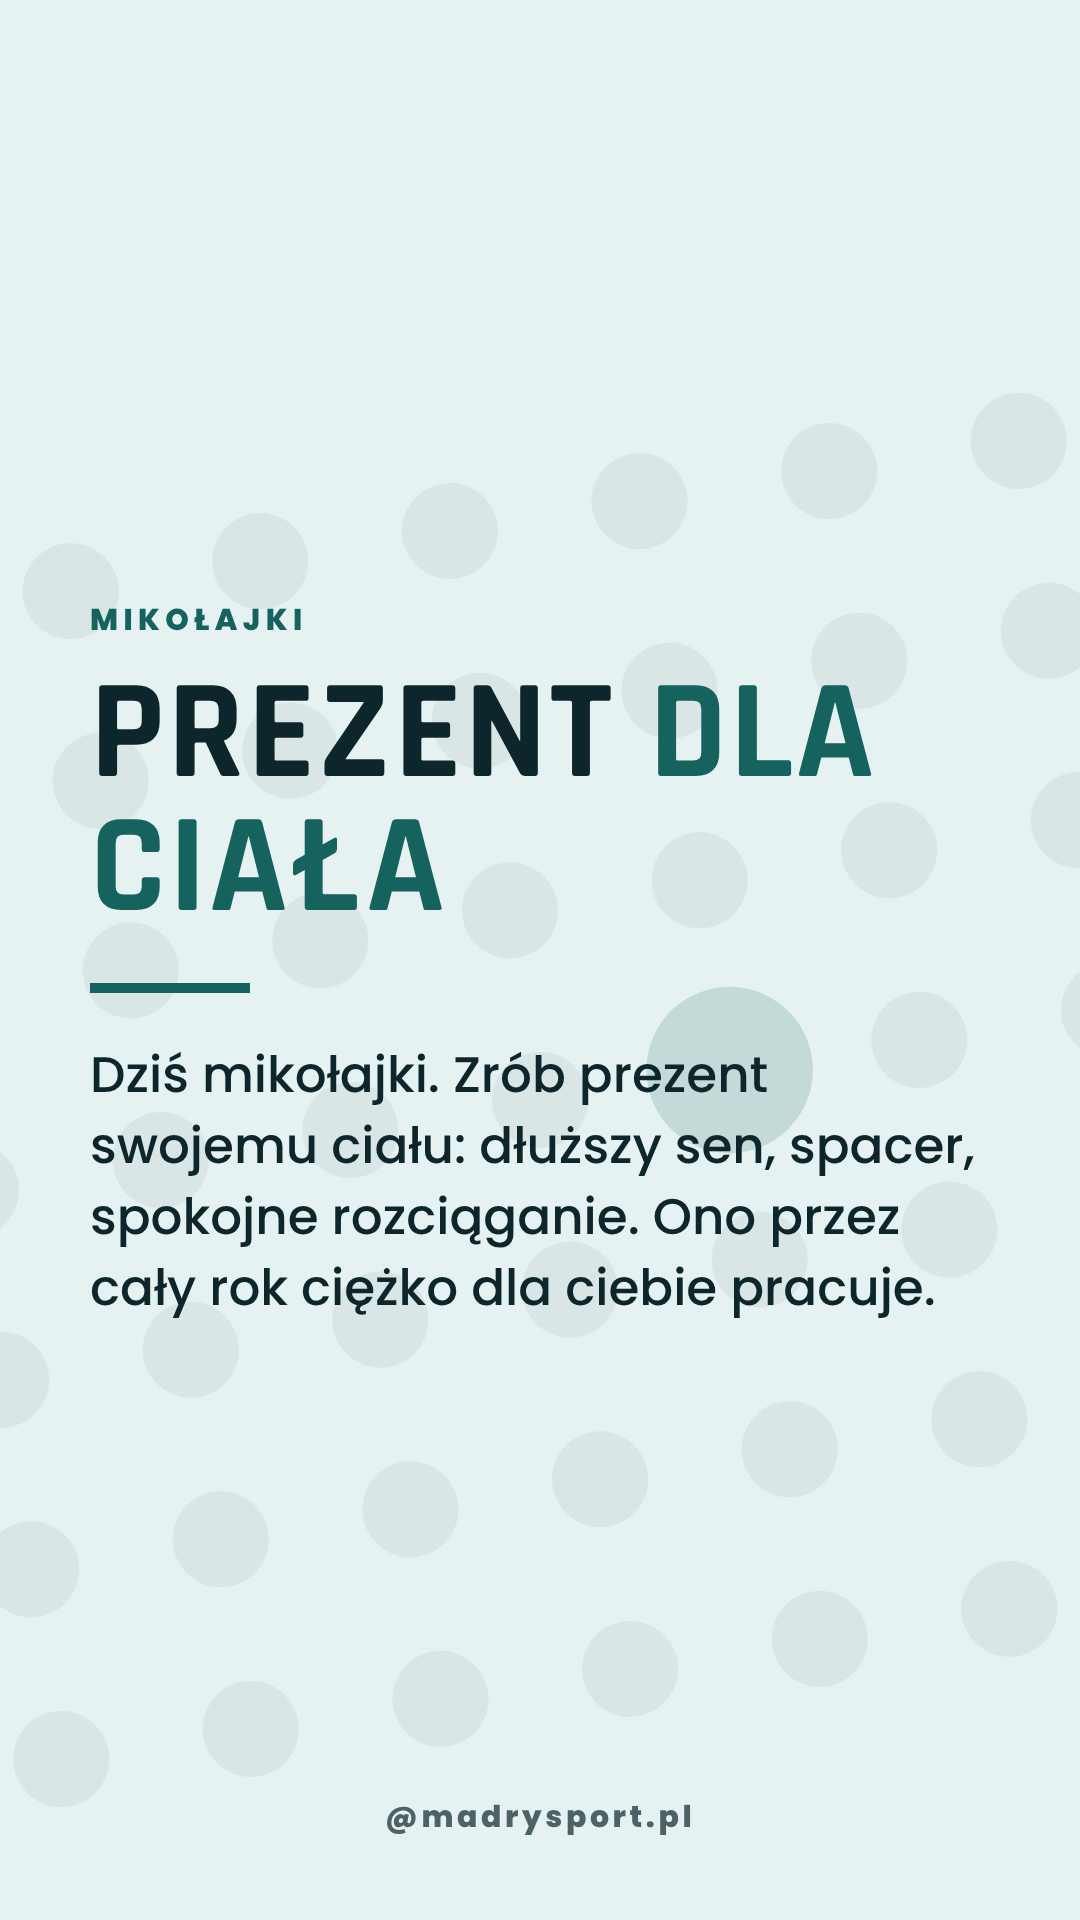 MIKOŁAJKI
PREZENT DLA
CIAŁA
Dziś mikołajki. Zrób prezent
swojemu ciału: dłuższy sen, spacer,
spokojne rozciąganie. Ono przez
cały rok ciężko dla ciebie pracuje.
@madrysport.pl